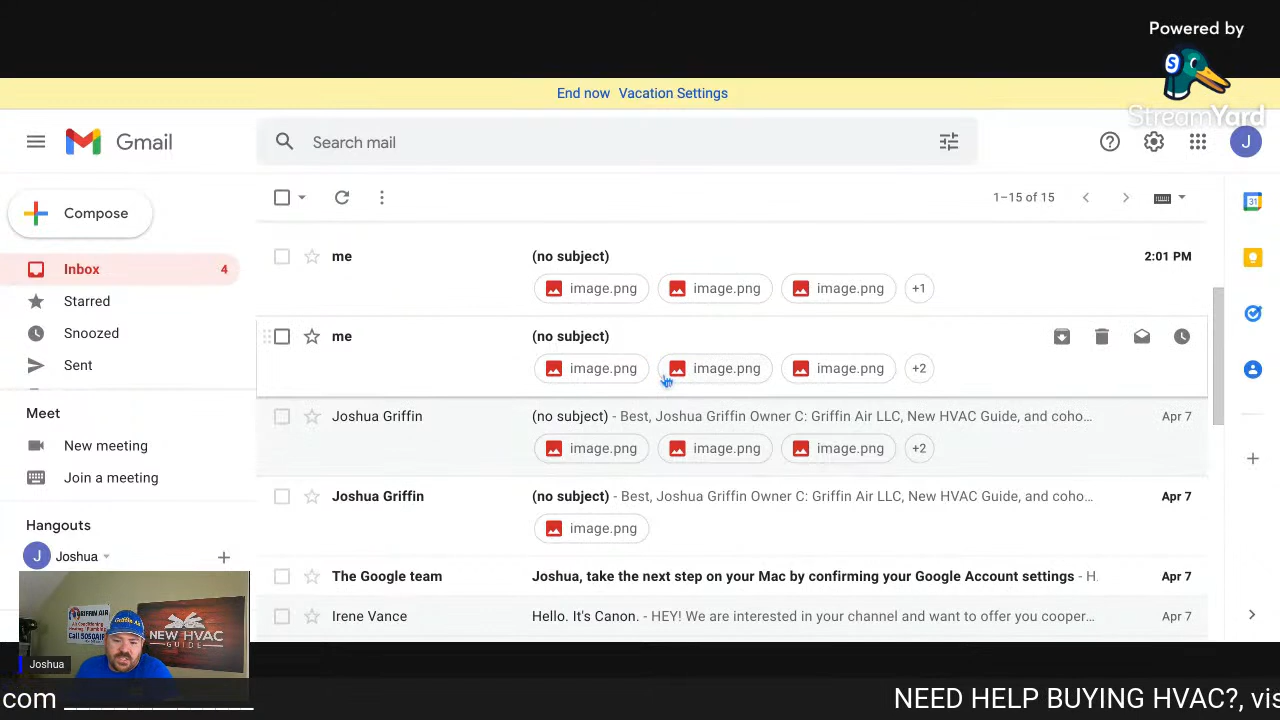 Powered by
StreamYard
End now Vacation Settings
Gmail
Search mail
J
Compose
1–15 of 15
31
Inbox 4
Starred
Snoozed
Sent
Meet
New meeting
Join a meeting
Hangouts
J Joshua
me (no subject) 2:01 PM
image.png image.png image.png +1
me (no subject)
image.png image.png image.png +2
Joshua Griffin (no subject) - Best, Joshua Griffin Owner C: Griffin Air LLC, New HVAC Guide, and coho… Apr 7
image.png image.png image.png +2
Joshua Griffin (no subject) - Best, Joshua Griffin Owner C: Griffin Air LLC, New HVAC Guide, and coho… Apr 7
image.png
The Google team Joshua, take the next step on your Mac by confirming your Google Account settings - H. Apr 7
Irene Vance Hello. It's Canon. - HEY! We are interested in your channel and want to offer you cooper… Apr 7
GRIFFIN AIR
Griffin Air
NEW HVAC
GUIDE
Joshua
com _______________ NEED HELP BUYING HVAC?, vis